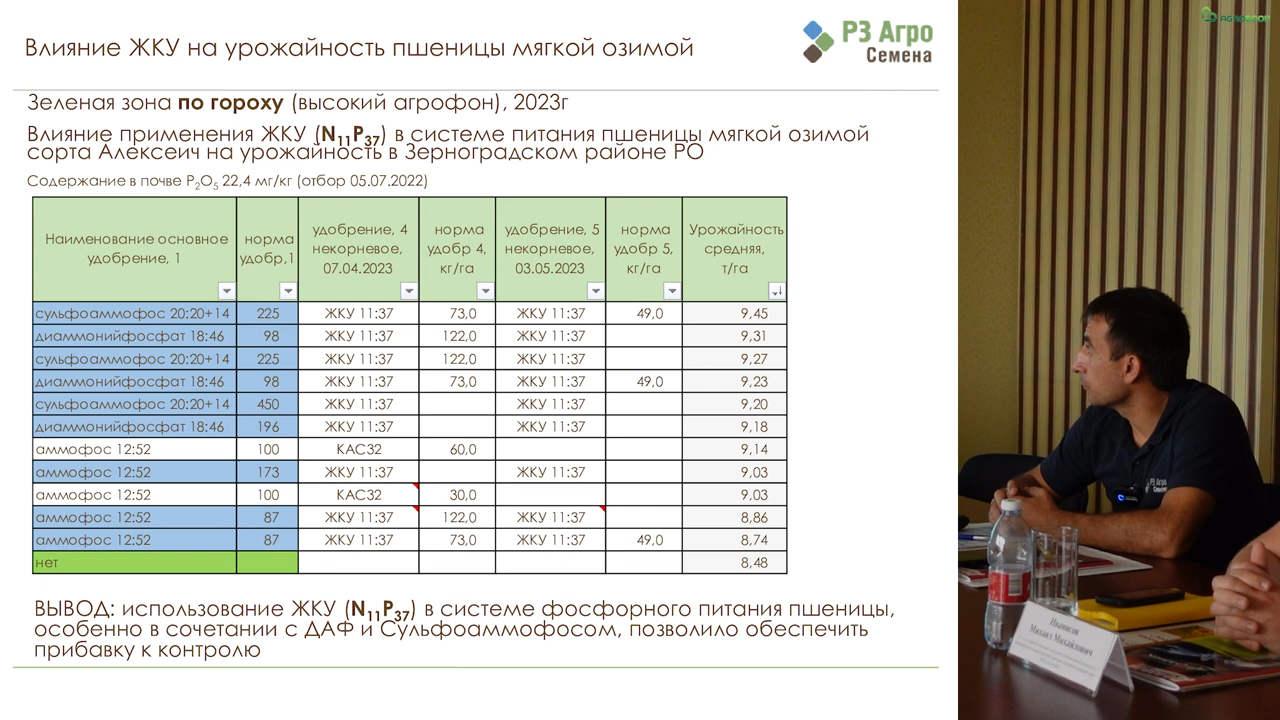 Влияние ЖКУ на урожайность пшеницы мягкой озимой
РЗ Агро
Семена
Зеленая зона по гороху (высокий агрофон), 2023г
Влияние применения ЖКУ (N11P37) в системе питания пшеницы мягкой озимой
сорта Алексеич на урожайность в Зерноградском районе РО
Содержание в почве P2O5 22,4 мг/кг (отбор 05.07.2022)
Наименование основное удобрение, 1 | норма удобр,1 | удобрение, 4 некорневое, 07.04.2023 | норма удобр 4, кг/га | удобрение, 5 некорневое, 03.05.2023 | норма удобр 5, кг/га | Урожайность средняя, т/га
сульфоаммофос 20:20+14 | 225 | ЖКУ 11:37 | 73,0 | ЖКУ 11:37 | 49,0 | 9,45
диаммонийфосфат 18:46 | 98 | ЖКУ 11:37 | 122,0 | ЖКУ 11:37 | | 9,31
сульфоаммофос 20:20+14 | 225 | ЖКУ 11:37 | 122,0 | ЖКУ 11:37 | | 9,27
диаммонийфосфат 18:46 | 98 | ЖКУ 11:37 | 73,0 | ЖКУ 11:37 | 49,0 | 9,23
сульфоаммофос 20:20+14 | 450 | ЖКУ 11:37 | | ЖКУ 11:37 | | 9,20
диаммонийфосфат 18:46 | 196 | ЖКУ 11:37 | | ЖКУ 11:37 | | 9,18
аммофос 12:52 | 100 | КАС32 | 60,0 | | | 9,14
аммофос 12:52 | 173 | ЖКУ 11:37 | | ЖКУ 11:37 | | 9,03
аммофос 12:52 | 100 | КАС32 | 30,0 | | | 9,03
аммофос 12:52 | 87 | ЖКУ 11:37 | 122,0 | ЖКУ 11:37 | | 8,86
аммофос 12:52 | 87 | ЖКУ 11:37 | 73,0 | ЖКУ 11:37 | 49,0 | 8,74
нет | | | | | | 8,48
ВЫВОД: использование ЖКУ (N11P37) в системе фосфорного питания пшеницы,
особенно в сочетании с ДАФ и Сульфоаммофосом, позволило обеспечить
прибавку к контролю
AGROBOOK
РЗ Агро
Семена
Михаил Михайлович